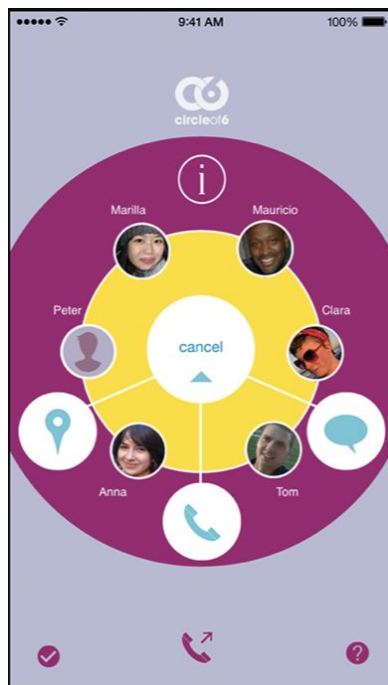 9:41 AM 100%
circleof6
i
Marilla Mauricio
Peter Clara
cancel
Anna Tom
?